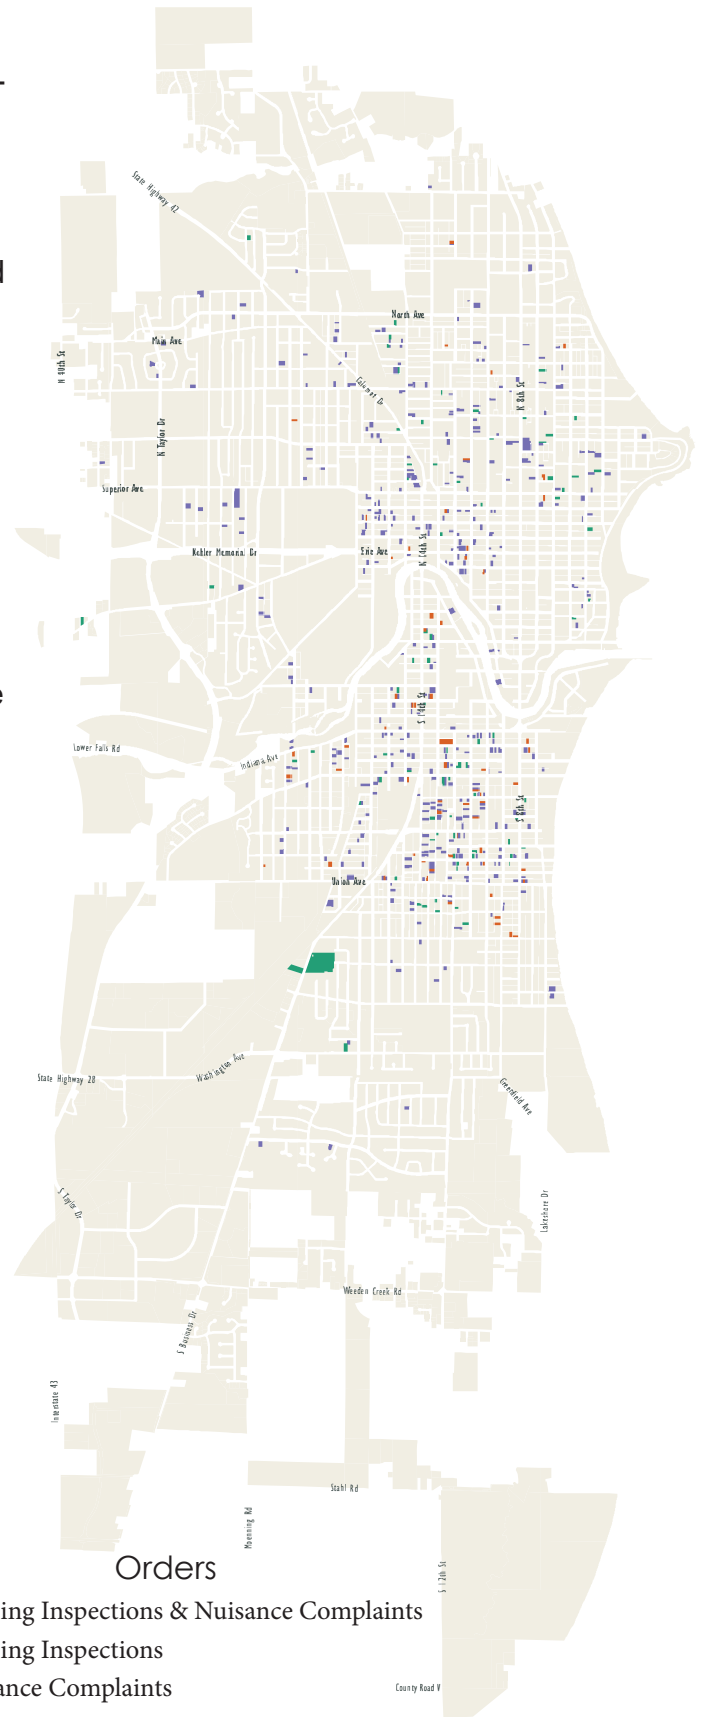 State Highway 42
North Ave
Main Ave
N 40th St
Calumet Dr
N 8th St
N Taylor Dr
Superior Ave
Kohler Memorial Dr
Erie Ave
N 14th St
S 14th St
Lower Falls Rd
Indiana Ave
S 8th St
Union Ave
State Highway 28
Washington Ave
Greenfield Ave
S Taylor Dr
Lakeshore Dr
Weeden Creek Rd
S Business Dr
Interstate 43
Stahl Rd
Moenning Rd
S 12th St
Orders
ing Inspections & Nuisance Complaints
ing Inspections
ance Complaints
County Road V